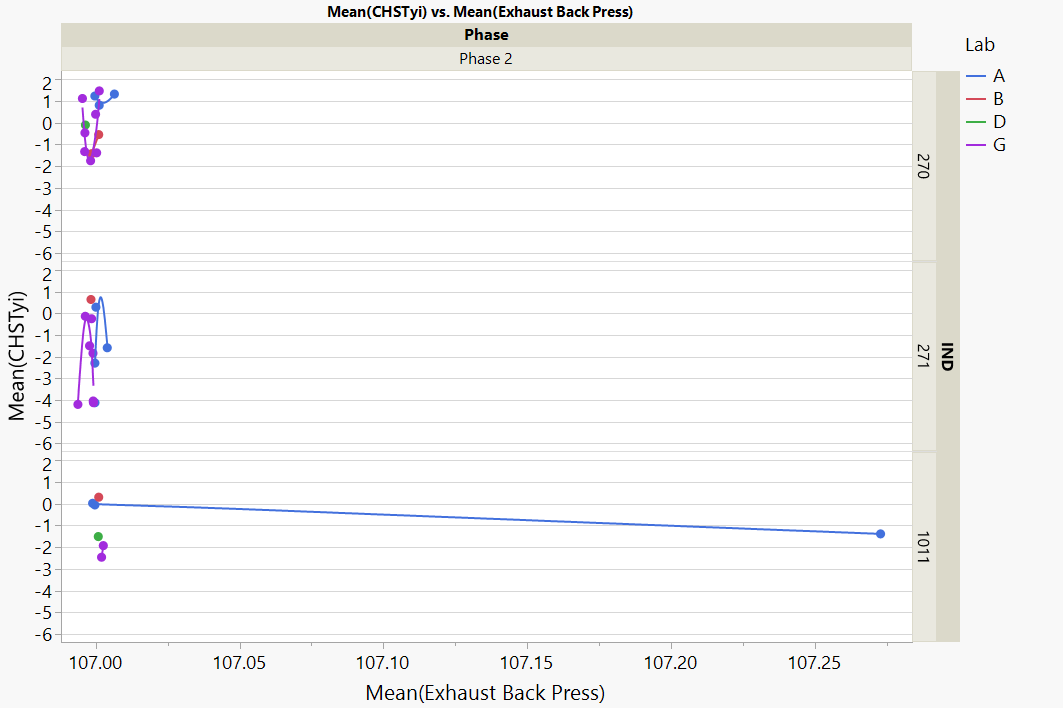 Mean(CHSTyi) vs. Mean(Exhaust Back Press)
Phase
Phase 2
Lab
A
B
D
G
2
1
0
-1
-2
-3
-4
-5
-6
270
2
1
0
-1
-2
-3
-4
-5
-6
271
2
1
0
-1
-2
-3
-4
-5
-6
1011
IND
Mean(CHSTyi)
107.00 107.05 107.10 107.15 107.20 107.25
Mean(Exhaust Back Press)